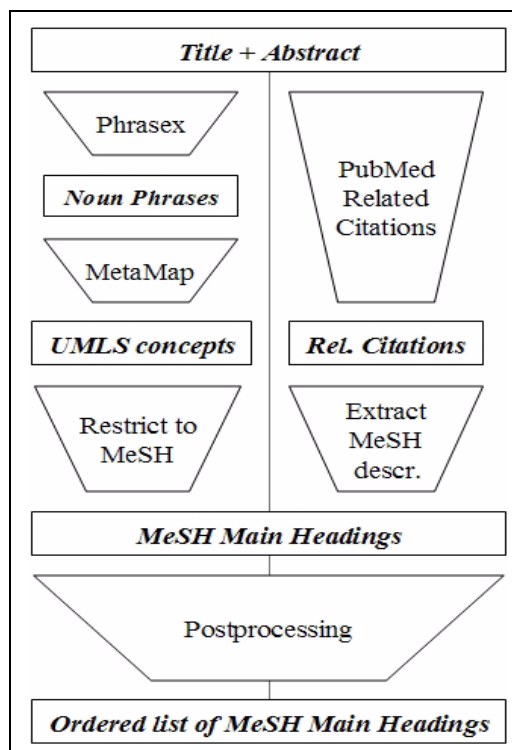 Title + Abstract
Phrasex
Noun Phrases
MetaMap
UMLS concepts
Restrict to
MeSH
PubMed
Related
Citations
Rel. Citations
Extract
MeSH
descr.
MeSH Main Headings
Postprocessing
Ordered list of MeSH Main Headings